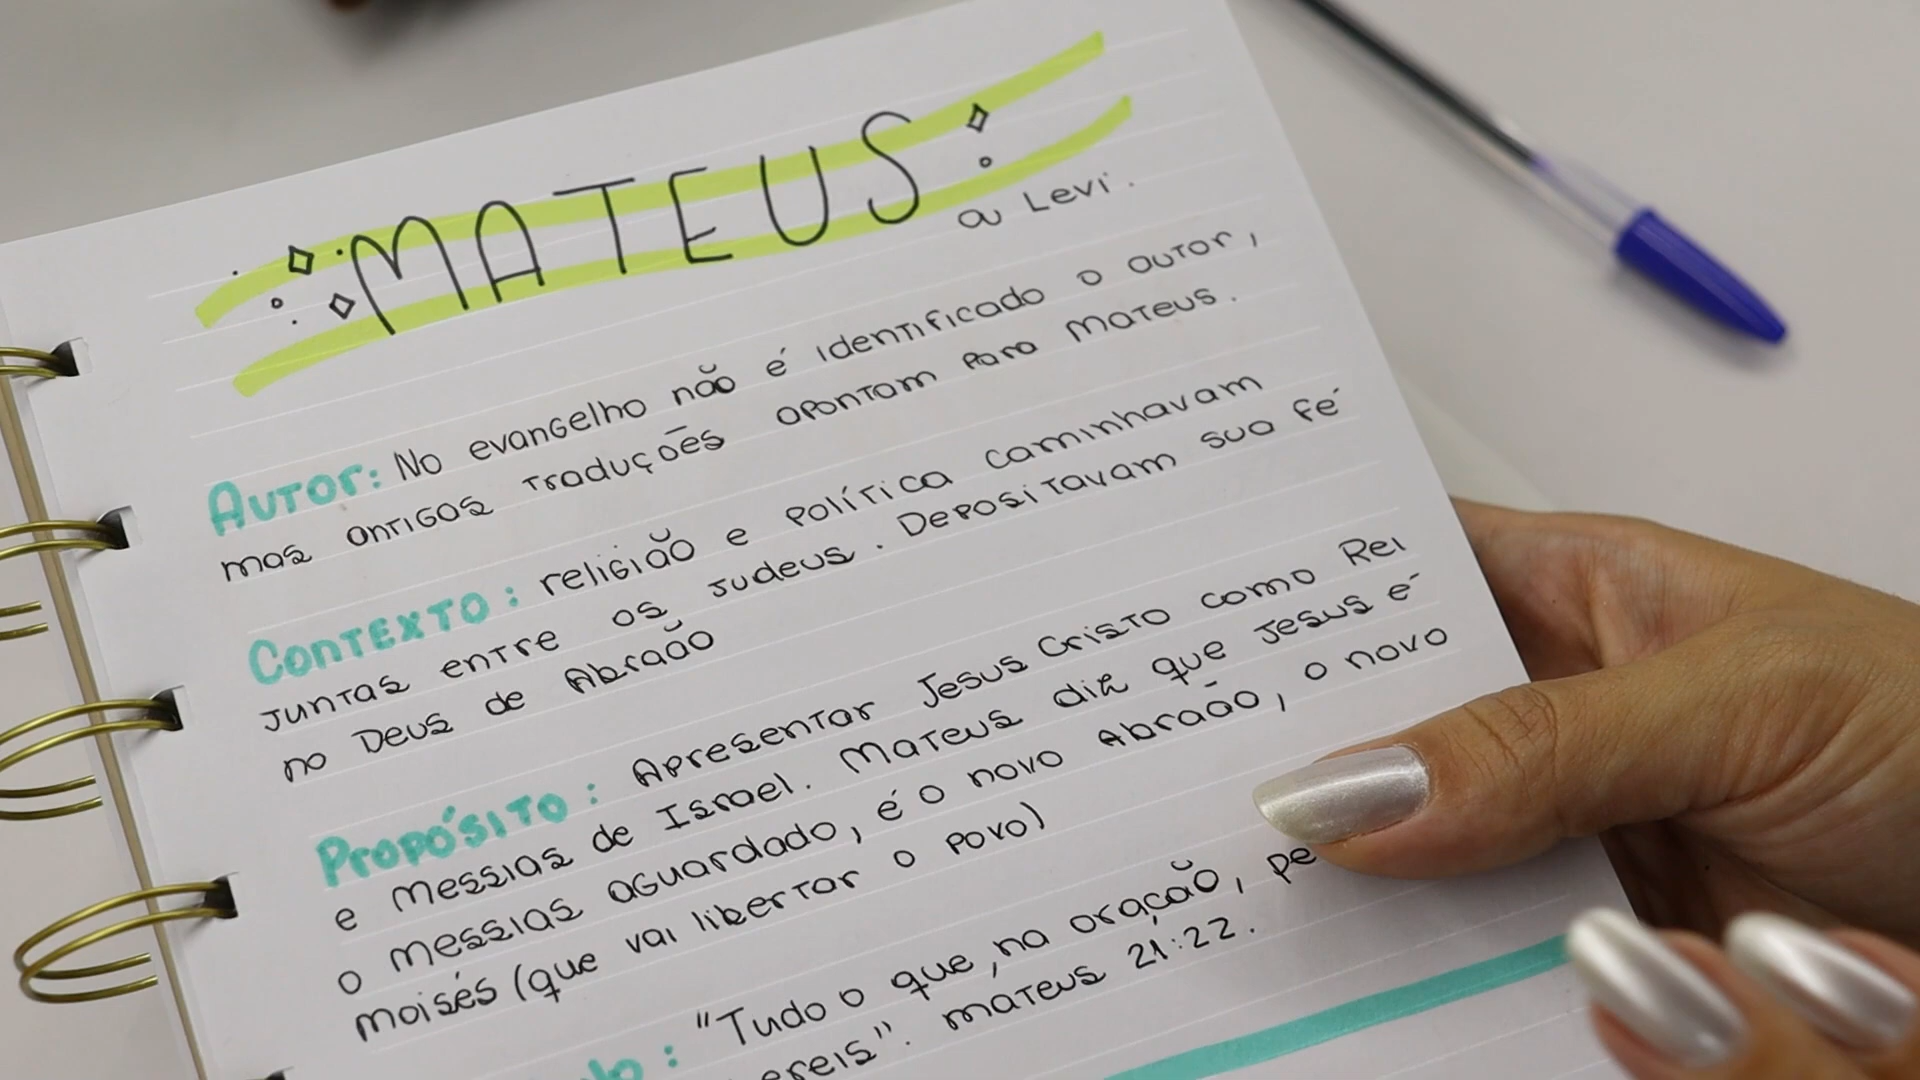 MATEUS
ou Levi.
Autor: No evangelho não é identificado o autor,
mas antigos traduções apontam para Mateus.
Contexto: religião e política caminhavam
juntas entre os judeus. Depositavam sua fé
no Deus de Abraão
Propósito: Apresentar Jesus Cristo como Rei
e messias de Israel. Mateus diz que Jesus é
o messias aguardado, é o novo Abraão, o novo
moisés (que vai libertar o povo)
: "Tudo o que, na oração, pe
ereis". mateus 21:22.